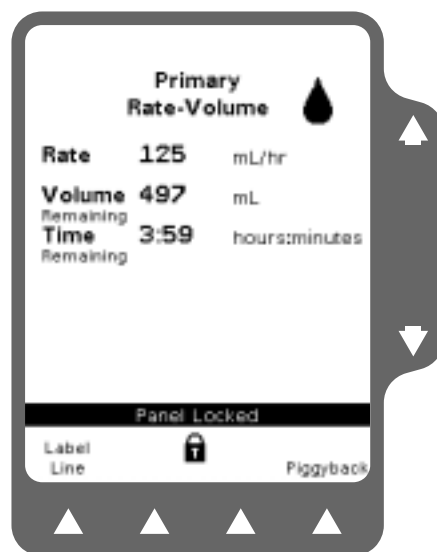 Primary
Rate-Volume
Rate 125 mL/hr
Volume 497 mL
Remaining
Time 3:59 hours:minutes
Remaining
Panel Locked
Label
Line
T
Piggyback